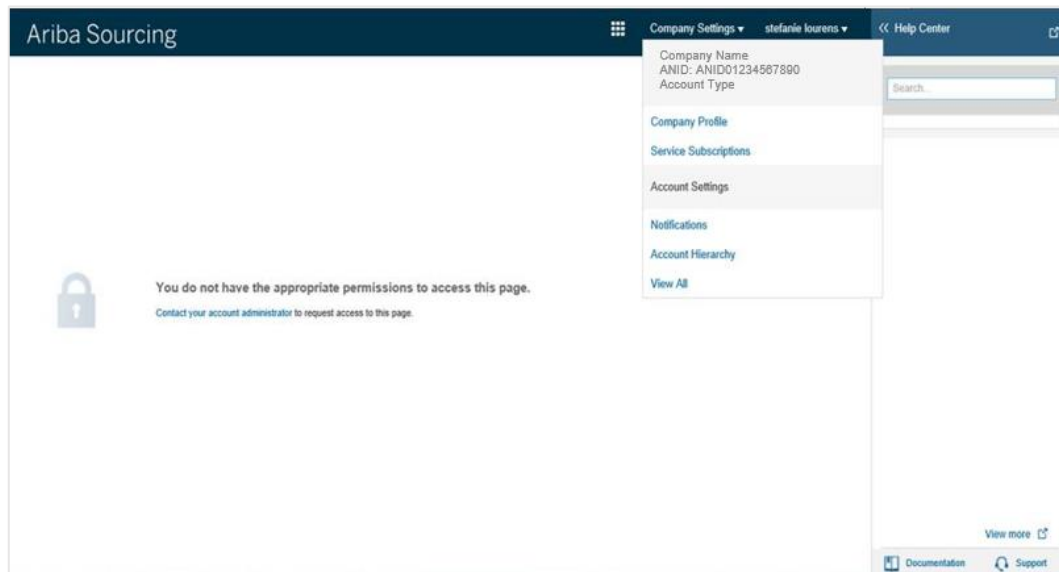 Ariba Sourcing
Company Settings ▾
stefanie lourens ▾
<< Help Center
Company Name
ANID: ANID01234567890
Account Type
Search...
Company Profile
Service Subscriptions
Account Settings
Notifications
Account Hierarchy
View All
You do not have the appropriate permissions to access this page.
Contact your account administrator to request access to this page.
View more
Documentation
Support